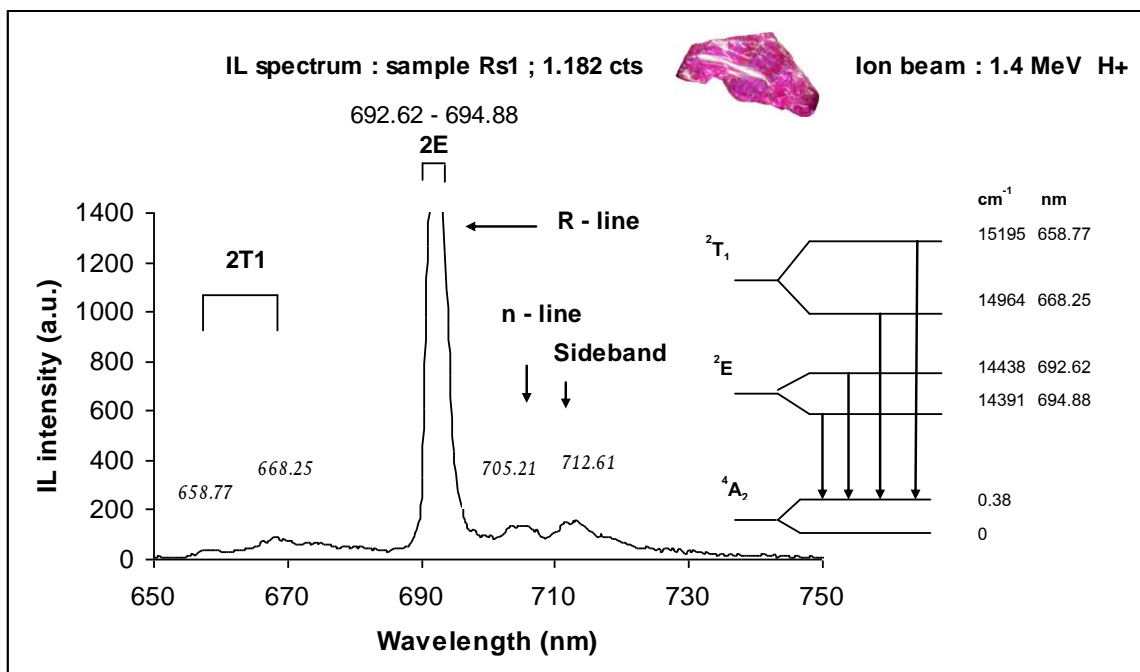 IL spectrum : sample Rs1 ; 1.182 cts
Ion beam : 1.4 MeV H+
692.62 - 694.88
2E
R - line
2T1
n - line
Sideband
658.77
668.25
705.21
712.61
IL intensity (a.u.)
1400
1200
1000
800
600
400
200
0
650 670 690 710 730 750
Wavelength (nm)
cm⁻¹ nm
²T₁
15195 658.77
14964 668.25
²E
14438 692.62
14391 694.88
⁴A₂
0.38
0